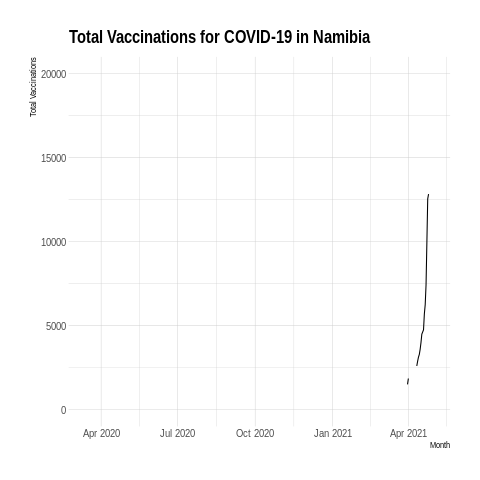 Total Vaccinations for COVID-19 in Namibia
Total Vaccinations
20000
15000
10000
5000
0
Apr 2020 Jul 2020 Oct 2020 Jan 2021 Apr 2021
Month